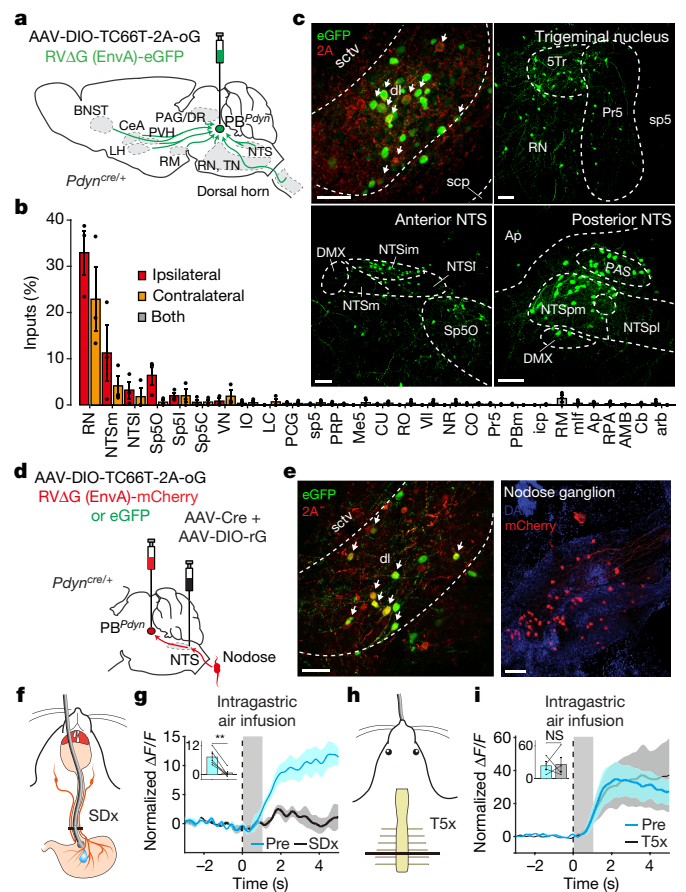 a
AAV-DIO-TC66T-2A-oG
RVΔG (EnvA)-eGFP
BNST
CeA
PVH
LH
RM
PAG/DR
PB^Pdyn
RN, TN
NTS
Pdyn^cre/+
Dorsal horn
b
Inputs (%)
40
30
20
10
0
Ipsilateral
Contralateral
Both
RN
NTSm
NTSl
Sp5O
Sp5I
Sp5C
VN
IO
LC
PCG
sp5
PRP
Me5
CU
RO
VII
NR
CO
Pr5
PBm
icp
RM
mlf
Ap
RPA
AMB
Cb
arb
c
eGFP
2A
sctv
dl
scp
Trigeminal nucleus
5Tr
Pr5
sp5
RN
Anterior NTS
DMX
NTSim
NTSl
NTSm
Sp5O
Posterior NTS
Ap
PAS
NTSpm
NTSpl
DMX
d
AAV-DIO-TC66T-2A-oG
RVΔG (EnvA)-mCherry
or eGFP
AAV-Cre +
AAV-DIO-rG
Pdyn^cre/+
PB^Pdyn
NTS
Nodose
e
eGFP
2A
sctv
dl
Nodose ganglion
DAPI
mCherry
f
SDx
g
Intragastric
air infusion
Normalized ΔF/F
15
10
5
0
12
0
**
Pre
SDx
−2
0
2
4
Time (s)
h
T5x
i
Intragastric
air infusion
Normalized ΔF/F
60
40
20
0
60
0
NS
Pre
T5x
−2
0
2
4
Time (s)